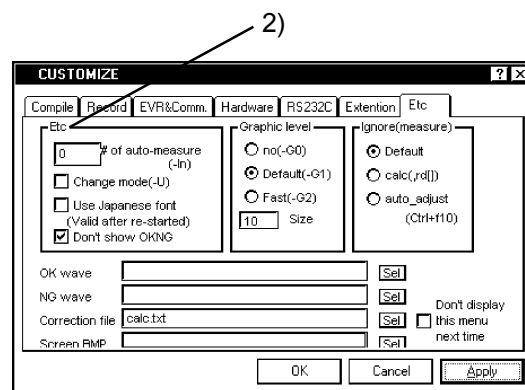 2)
CUSTOMIZE
? X
Compile Record EVR&Comm. Hardware RS232C Extention Etc
Etc
0 # of auto-measure
(-In)
Change mode(-U)
Use Japanese font
(Valid after re-started)
Don't show OKNG
Graphic level
no(-G0)
Default(-G1)
Fast(-G2)
10 Size
Ignore(measure)
Default
calc(,rd[])
auto_adjust
(Ctrl+f10)
OK wave Sel
NG wave Sel
Correction file calc.txt Sel
Screen BMP Sel
Don't display
this menu
next time
OK Cancel Apply